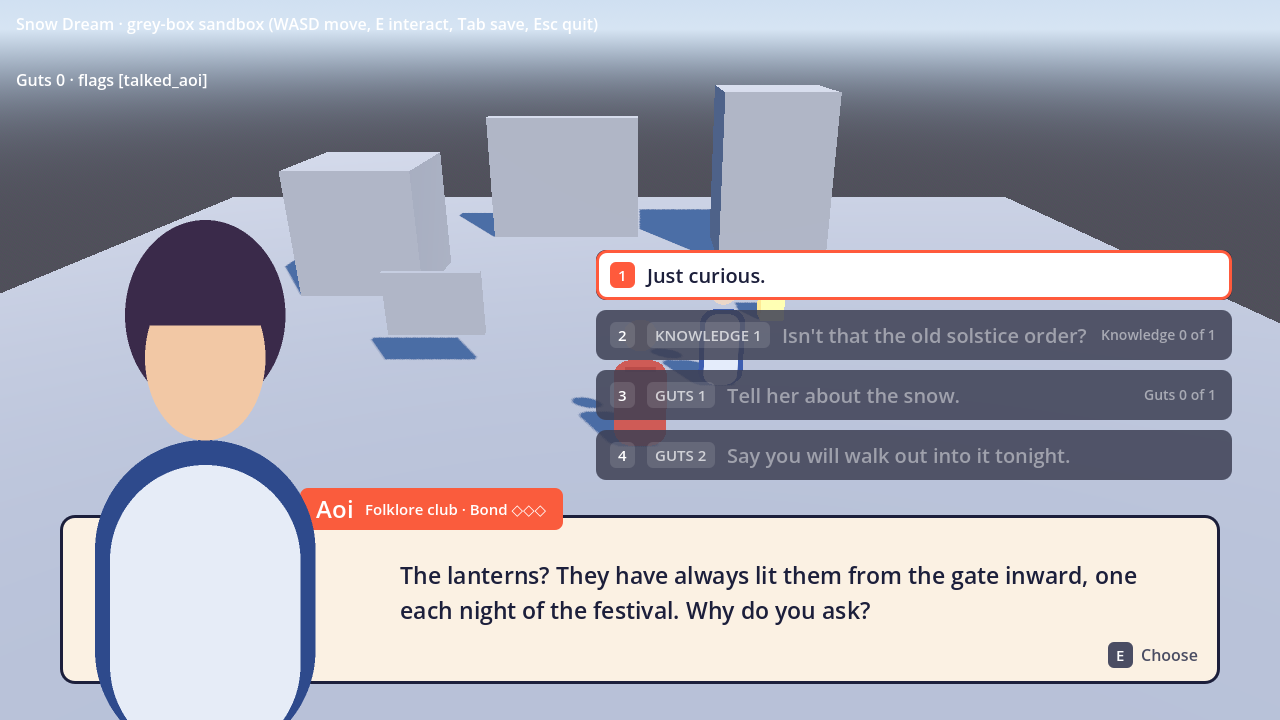 Snow Dream · grey-box sandbox (WASD move, E interact, Tab save, Esc quit)
Guts 0 · flags [talked_aoi]
1 Just curious.
2 KNOWLEDGE 1 Isn't that the old solstice order? Knowledge 0 of 1
3 GUTS 1 Tell her about the snow. Guts 0 of 1
4 GUTS 2 Say you will walk out into it tonight.
Aoi Folklore club · Bond ◇◇◇
The lanterns? They have always lit them from the gate inward, one
each night of the festival. Why do you ask?
E Choose